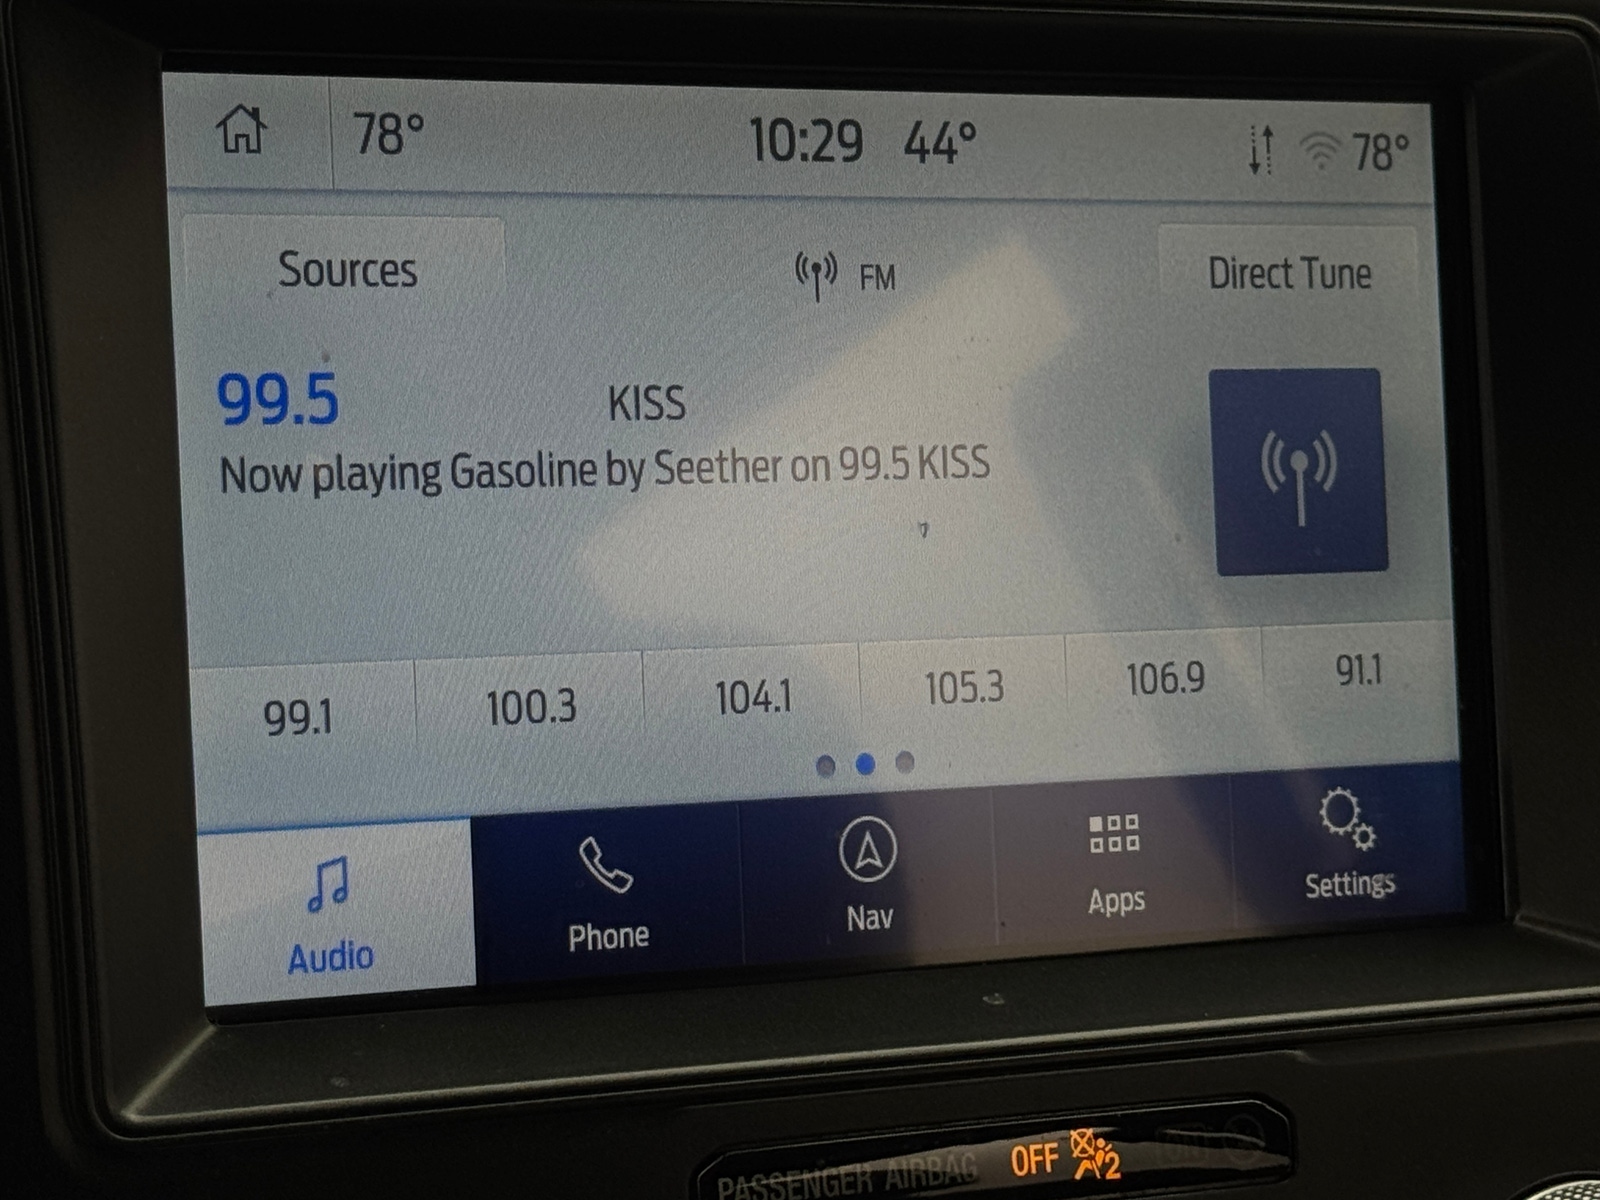 78° 10:29 44° 78°
Sources FM Direct Tune
99.5 KISS
Now playing Gasoline by Seether on 99.5 KISS
99.1 100.3 104.1 105.3 106.9 91.1
Audio Phone Nav Apps Settings
PASSENGER AIRBAG OFF 2